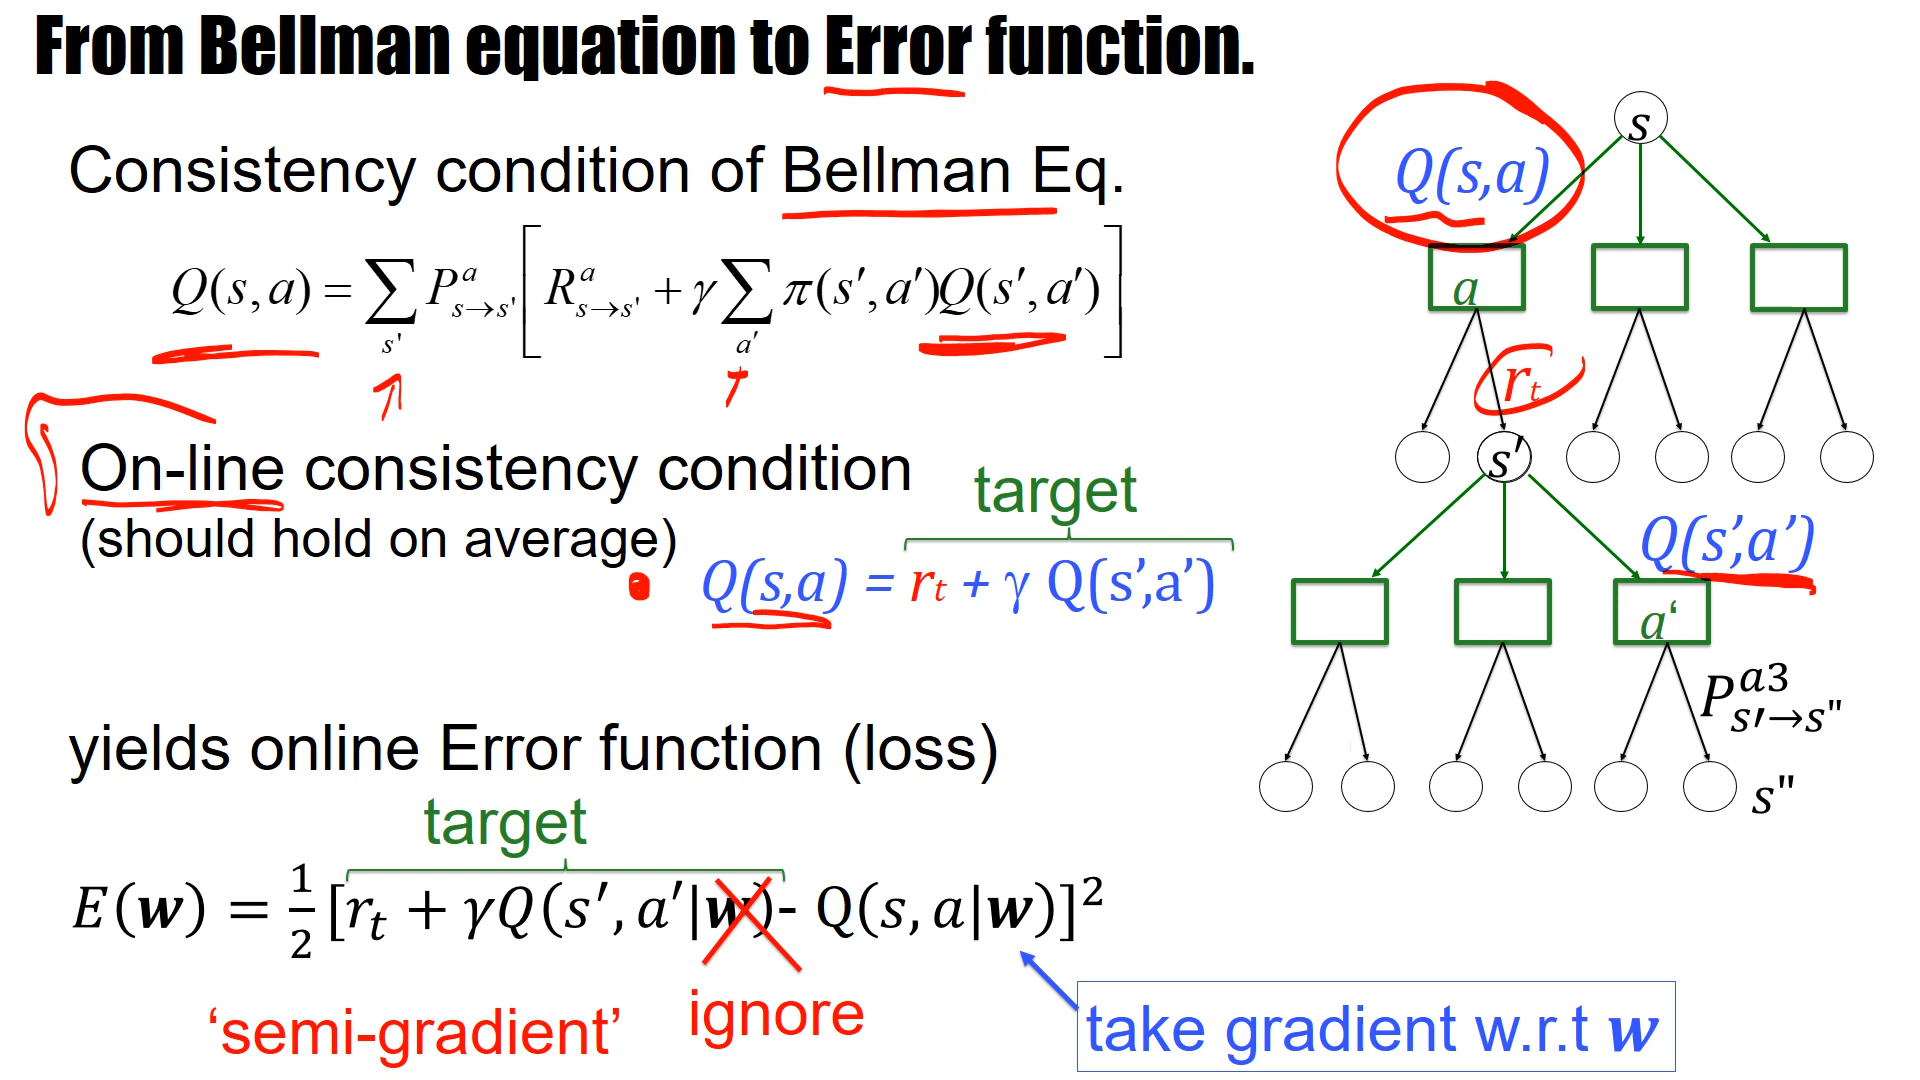 From Bellman equation to Error function.
Consistency condition of Bellman Eq.
Q(s, a) = ∑_{s'} P^a_{s→s'} [ R^a_{s→s'} + γ ∑_{a'} π(s', a')Q(s', a') ]
On-line consistency condition
(should hold on average)
target
Q(s,a) = r_t + γ Q(s’,a’)
yields online Error function (loss)
target
E(w) = 1/2 [r_t + γQ(s′, a′|w)- Q(s, a|w)]²
‘semi-gradient’
ignore
take gradient w.r.t w
s
Q(s,a)
a
r_t
s′
Q(s’,a’)
a‘
P^{a3}_{s′→s"}
s"